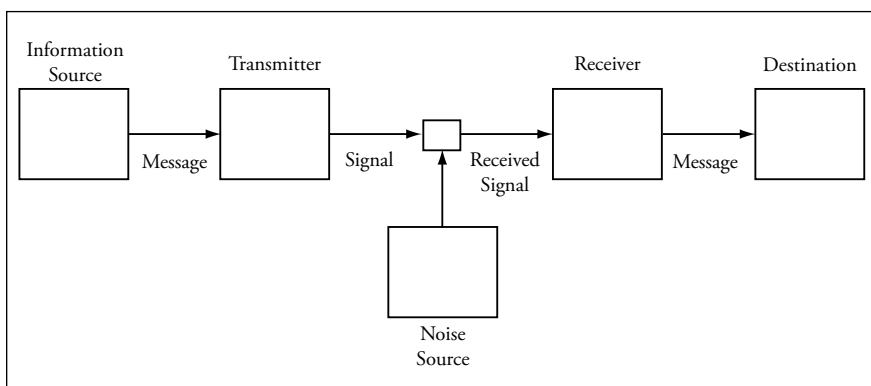 Information
Source
Transmitter
Receiver
Destination
Message
Signal
Received
Signal
Message
Noise
Source